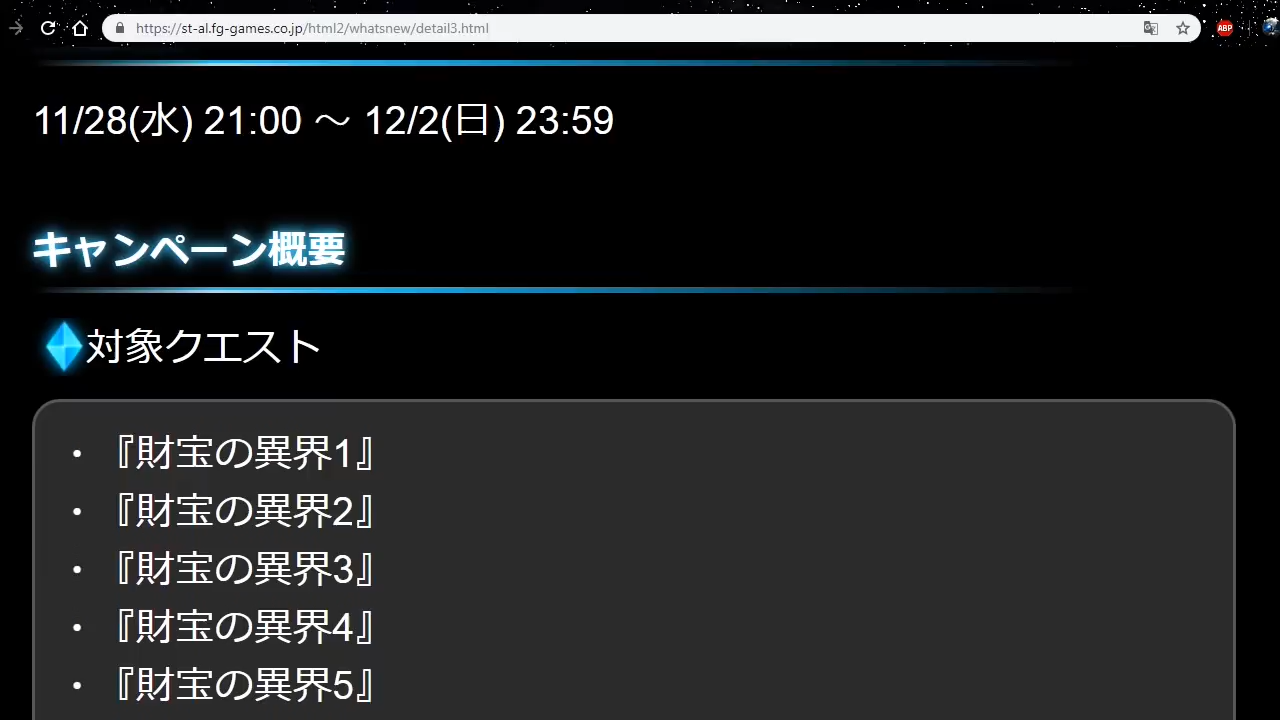 https://st-al.fg-games.co.jp/html2/whatsnew/detail3.html
ABP
11/28(水) 21:00 ～ 12/2(日) 23:59
キャンペーン概要
対象クエスト
・『財宝の異界1』
・『財宝の異界2』
・『財宝の異界3』
・『財宝の異界4』
・『財宝の異界5』